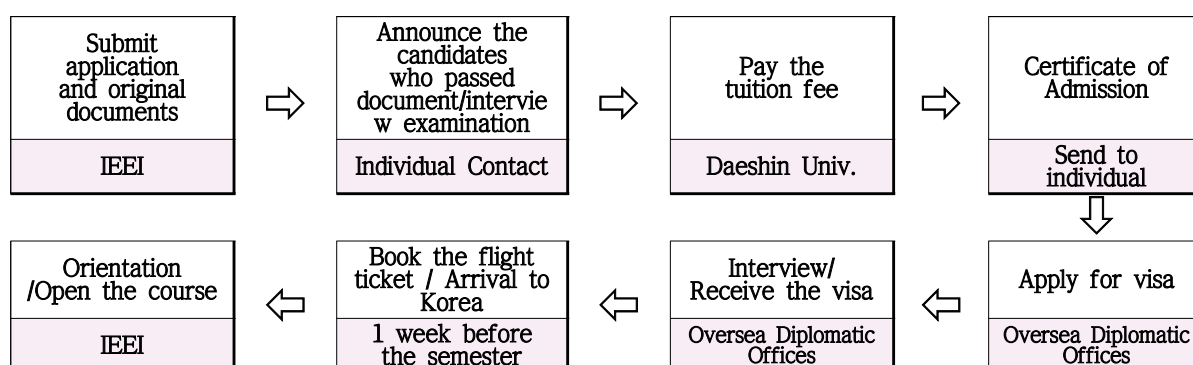 Submit
application
and original
documents
IEEI
Announce the
candidates
who passed
document/intervie
w examination
Individual Contact
Pay the
tuition fee
Daeshin Univ.
Certificate of
Admission
Send to
individual
Apply for visa
Oversea Diplomatic
Offices
Interview/
Receive the visa
Oversea Diplomatic
Offices
Book the flight
ticket / Arrival to
Korea
1 week before
the semester
Orientation
/Open the course
IEEI